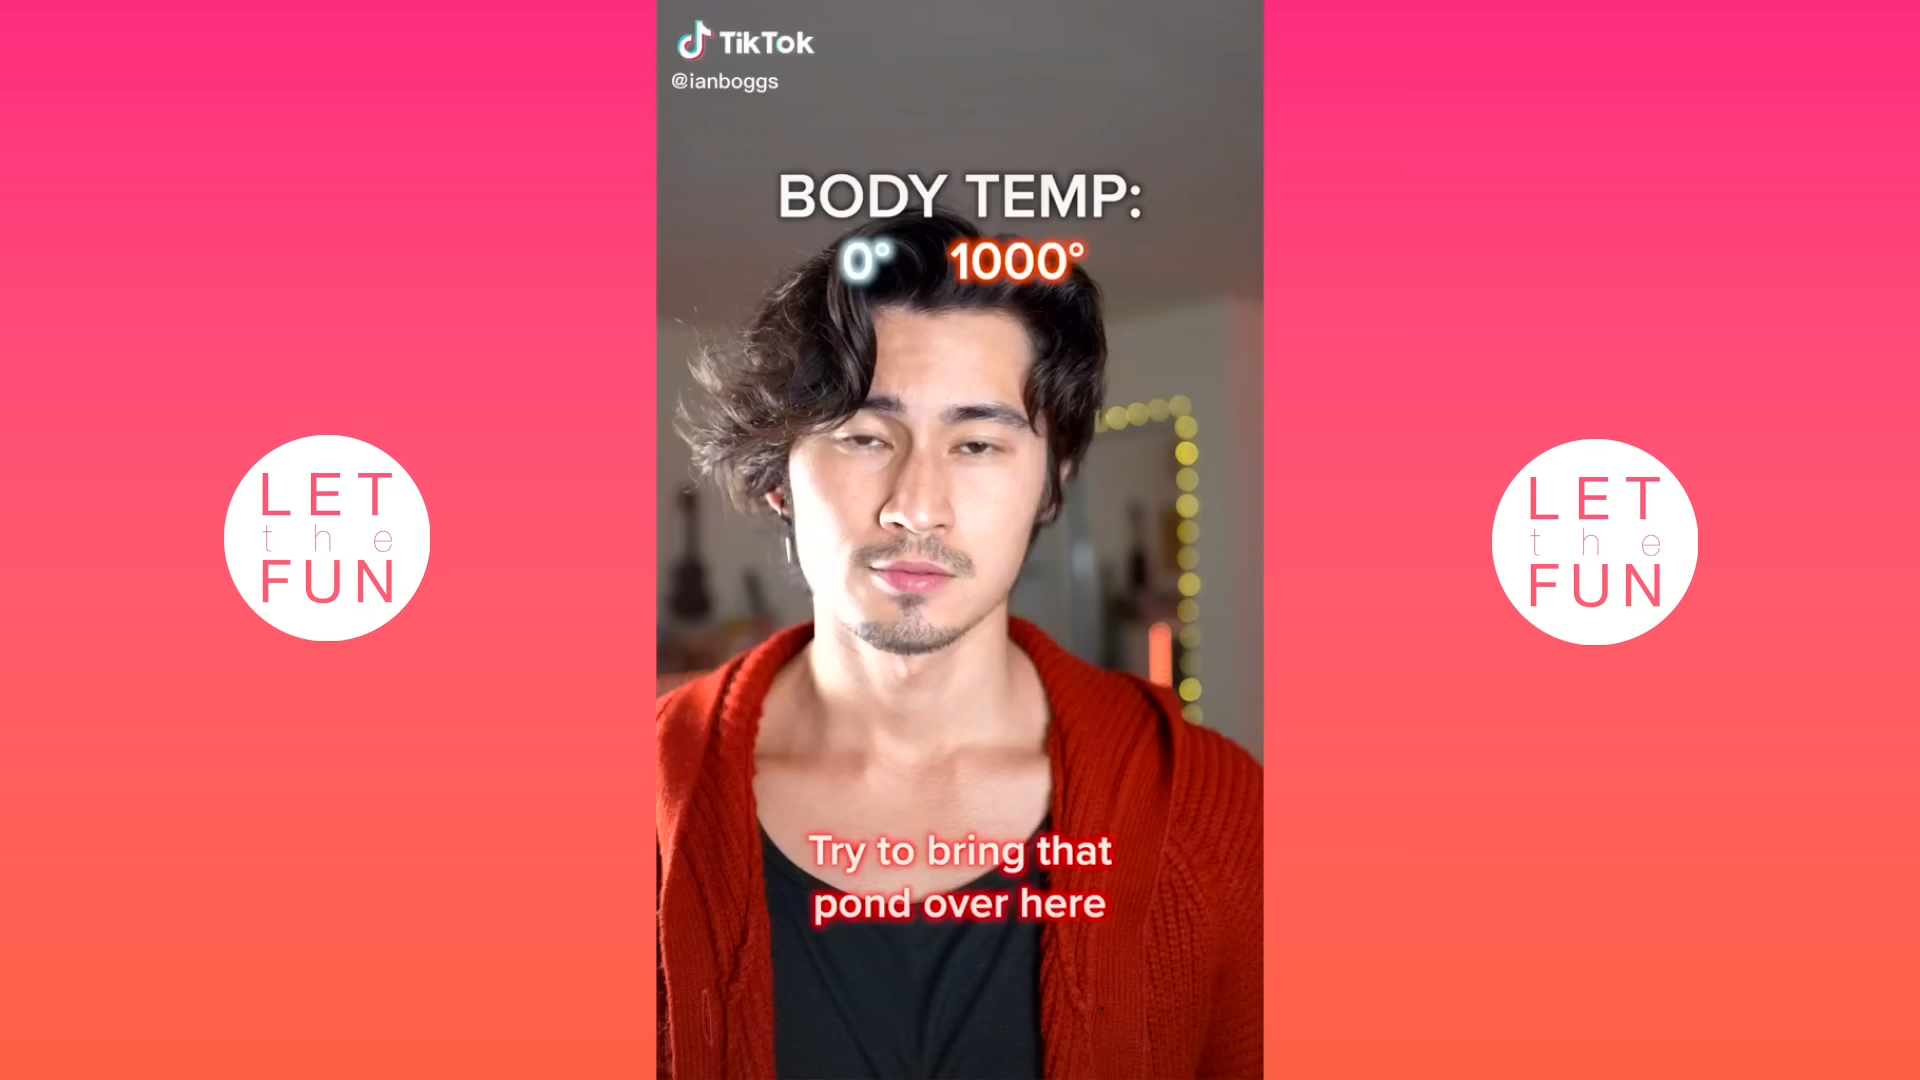 TikTok
@ianboggs
BODY TEMP:
0° 1000°
LET
the
FUN
LET
the
FUN
Try to bring that
pond over here